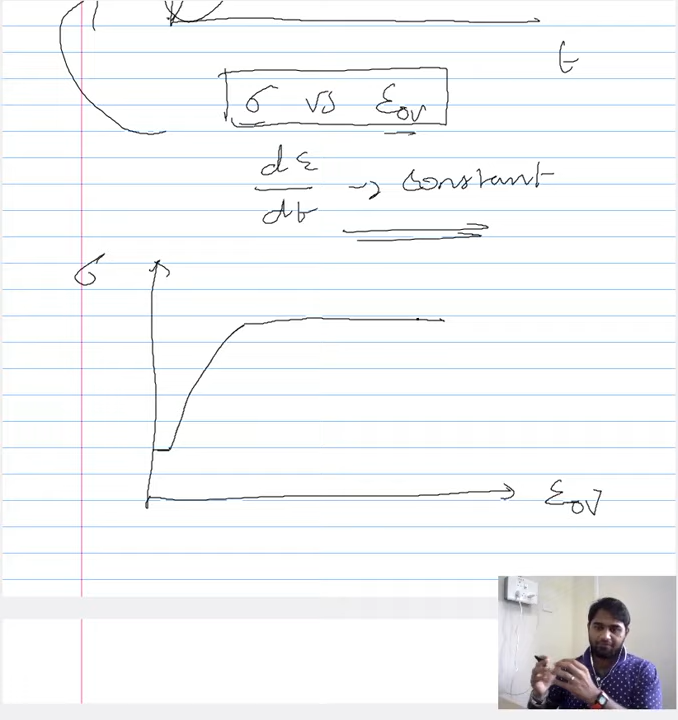 t
σ vs ε_ov
dε
dt → constant
σ
ε_ov